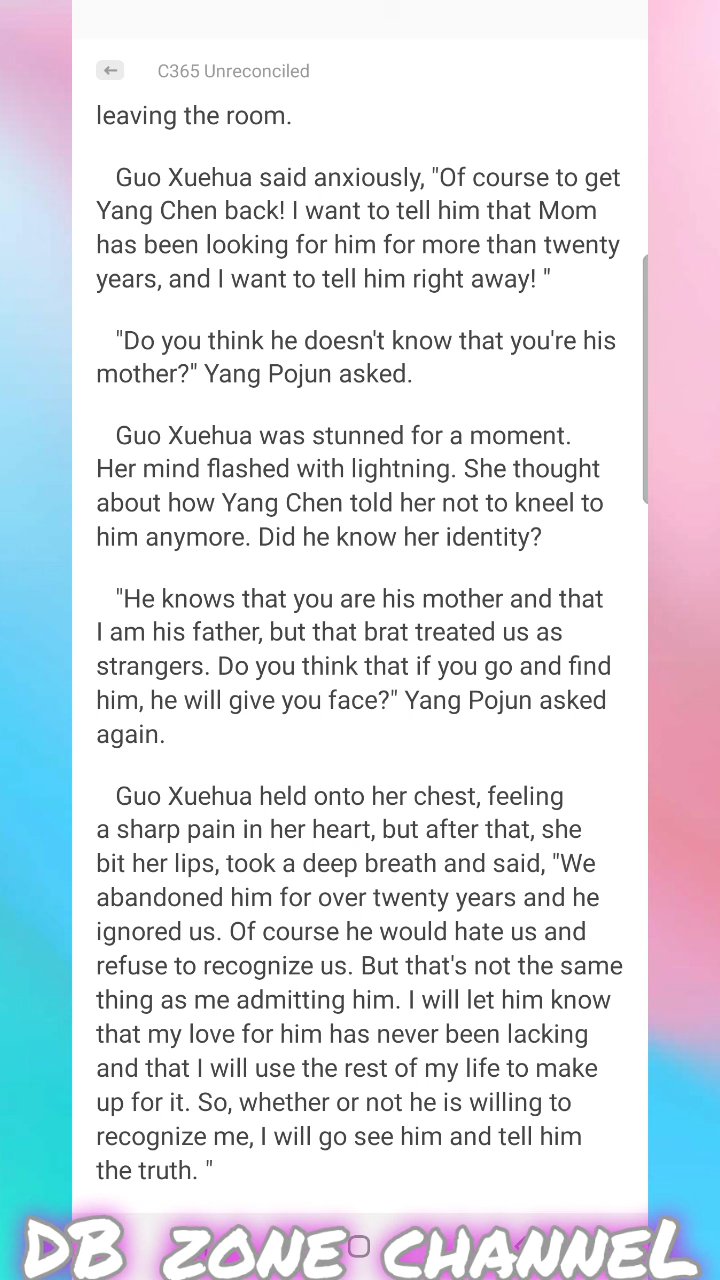 C365 Unreconciled
leaving the room.
Guo Xuehua said anxiously, "Of course to get
Yang Chen back! I want to tell him that Mom
has been looking for him for more than twenty
years, and I want to tell him right away! "
"Do you think he doesn't know that you're his
mother?" Yang Pojun asked.
Guo Xuehua was stunned for a moment.
Her mind flashed with lightning. She thought
about how Yang Chen told her not to kneel to
him anymore. Did he know her identity?
"He knows that you are his mother and that
I am his father, but that brat treated us as
strangers. Do you think that if you go and find
him, he will give you face?" Yang Pojun asked
again.
Guo Xuehua held onto her chest, feeling
a sharp pain in her heart, but after that, she
bit her lips, took a deep breath and said, "We
abandoned him for over twenty years and he
ignored us. Of course he would hate us and
refuse to recognize us. But that's not the same
thing as me admitting him. I will let him know
that my love for him has never been lacking
and that I will use the rest of my life to make
up for it. So, whether or not he is willing to
recognize me, I will go see him and tell him
the truth. "
DB ZONE CHANNEL